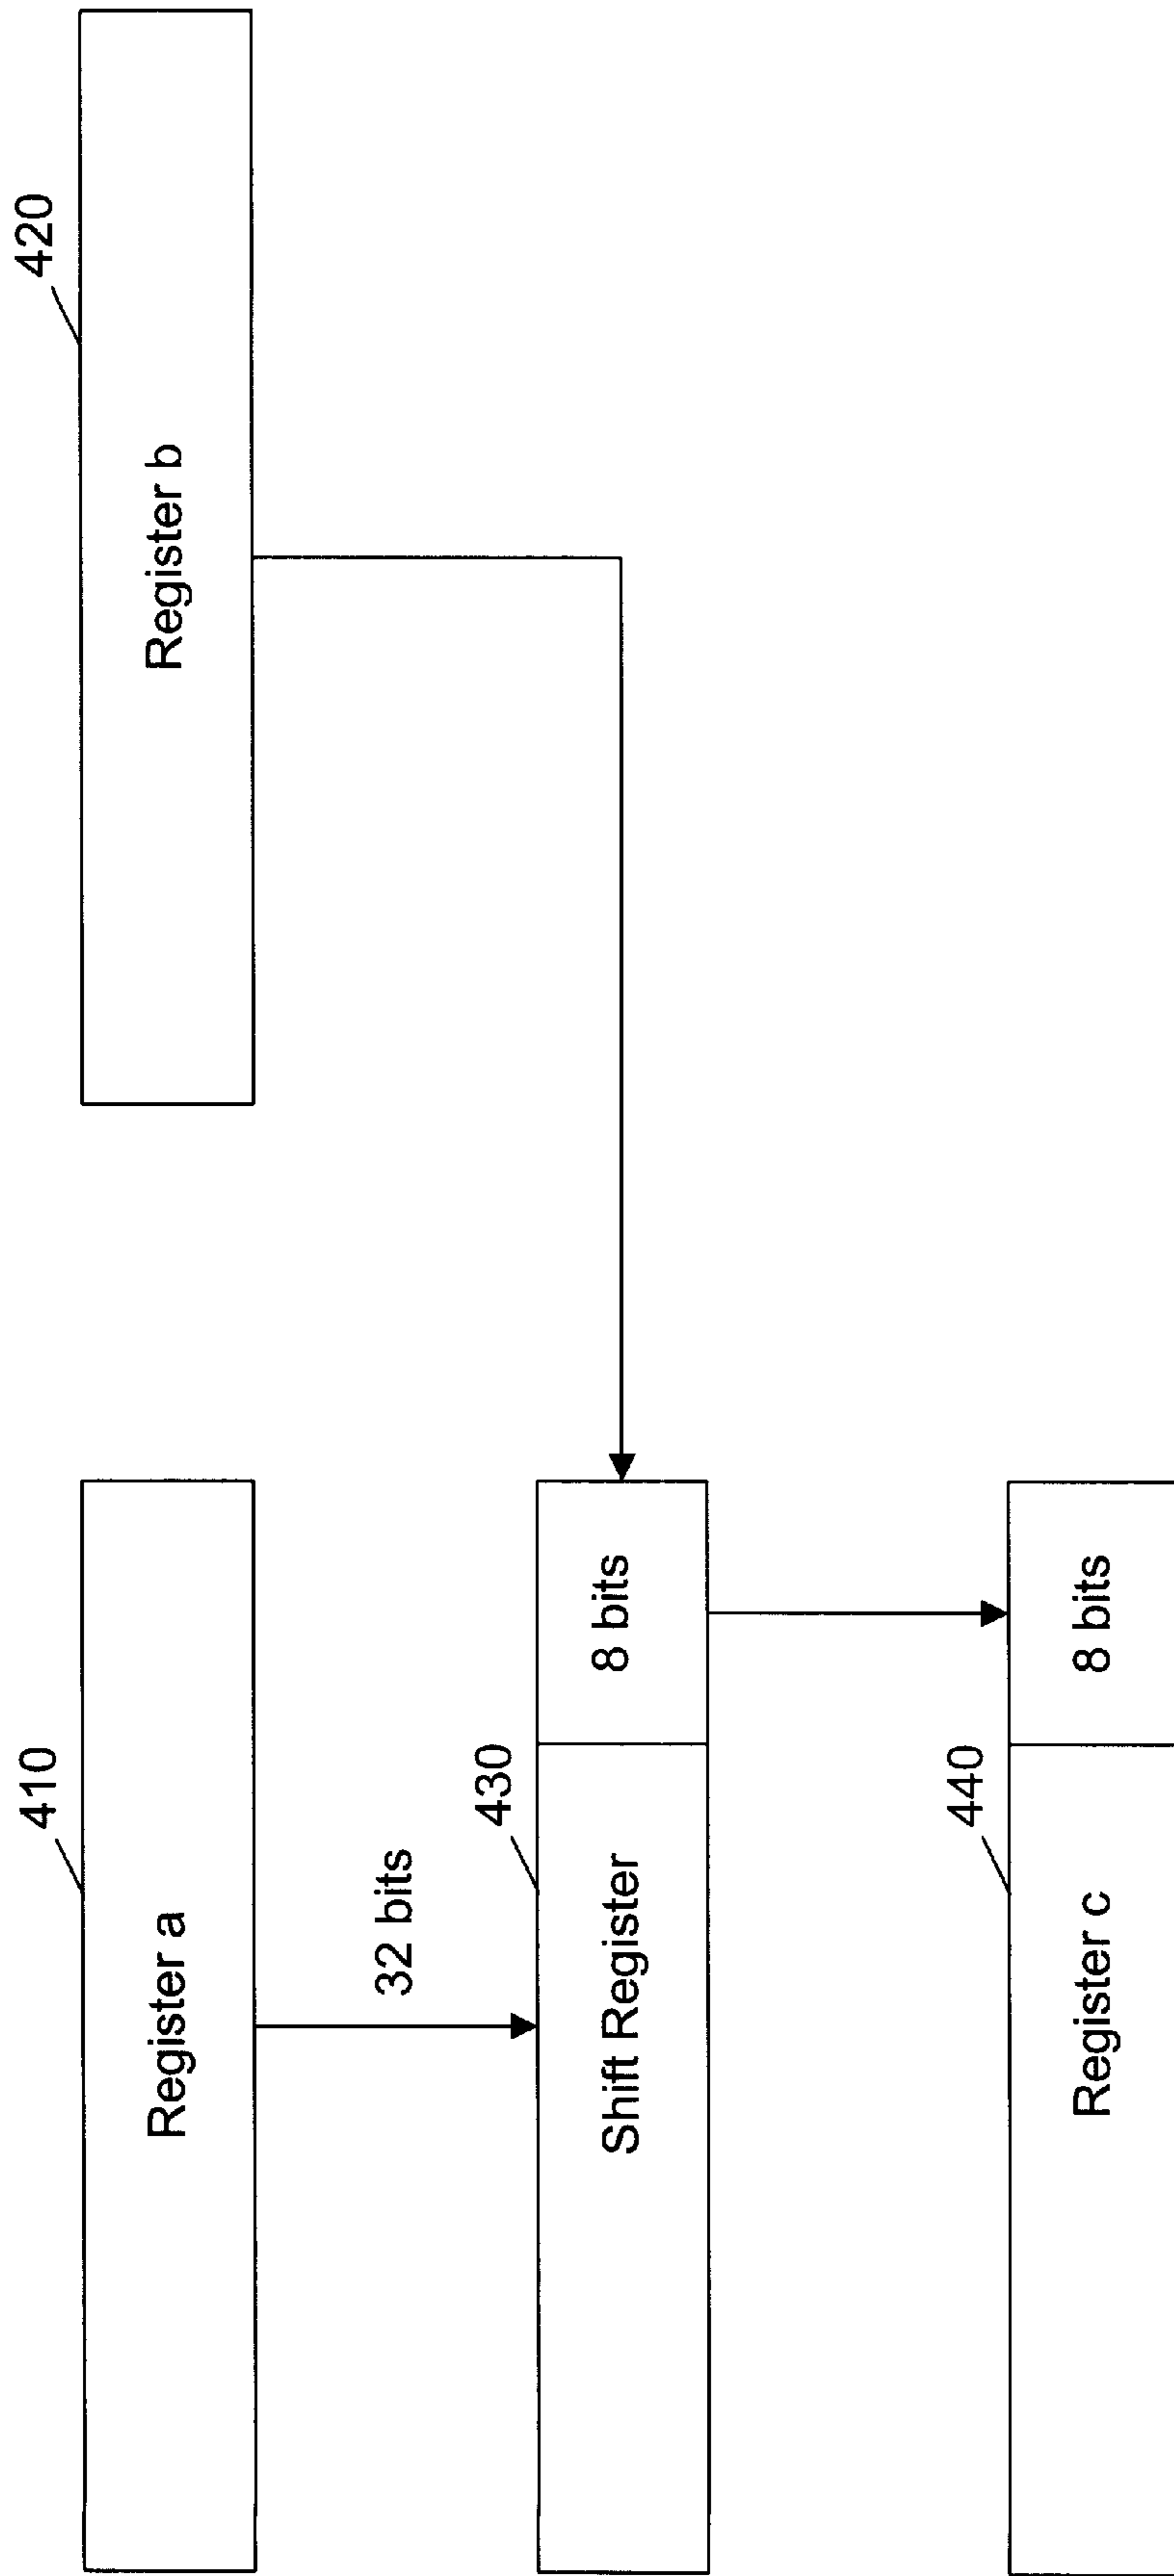 410
420
Register a
Register b
32 bits
430
Shift Register
8 bits
440
Register c
8 bits